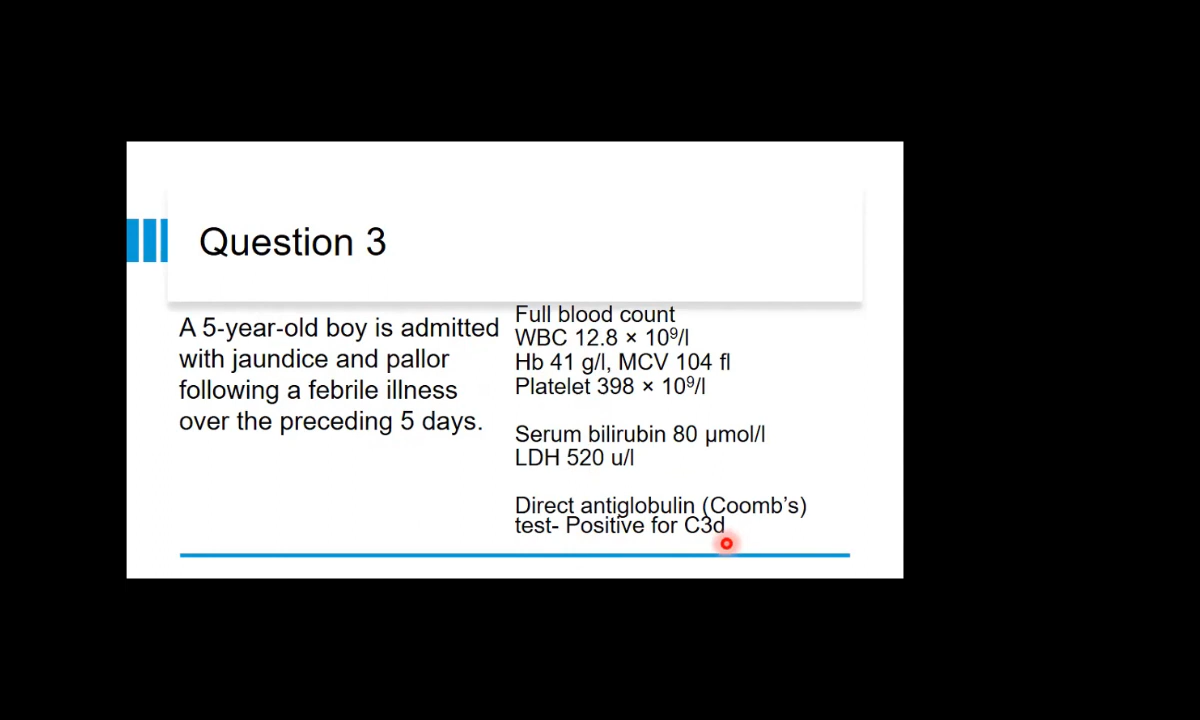 Question 3
A 5-year-old boy is admitted
with jaundice and pallor
following a febrile illness
over the preceding 5 days.
Full blood count
WBC 12.8 × 10⁹/l
Hb 41 g/l, MCV 104 fl
Platelet 398 × 10⁹/l
Serum bilirubin 80 μmol/l
LDH 520 u/l
Direct antiglobulin (Coomb’s)
test- Positive for C3d